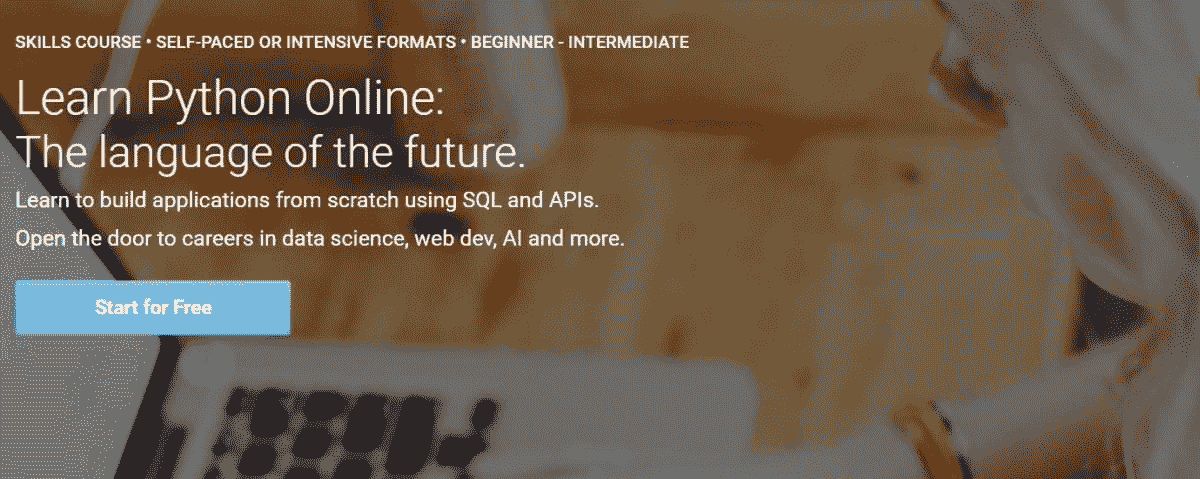 SKILLS COURSE • SELF-PACED OR INTENSIVE FORMATS • BEGINNER - INTERMEDIATE
Learn Python Online:
The language of the future.
Learn to build applications from scratch using SQL and APIs.
Open the door to careers in data science, web dev, AI and more.
Start for Free